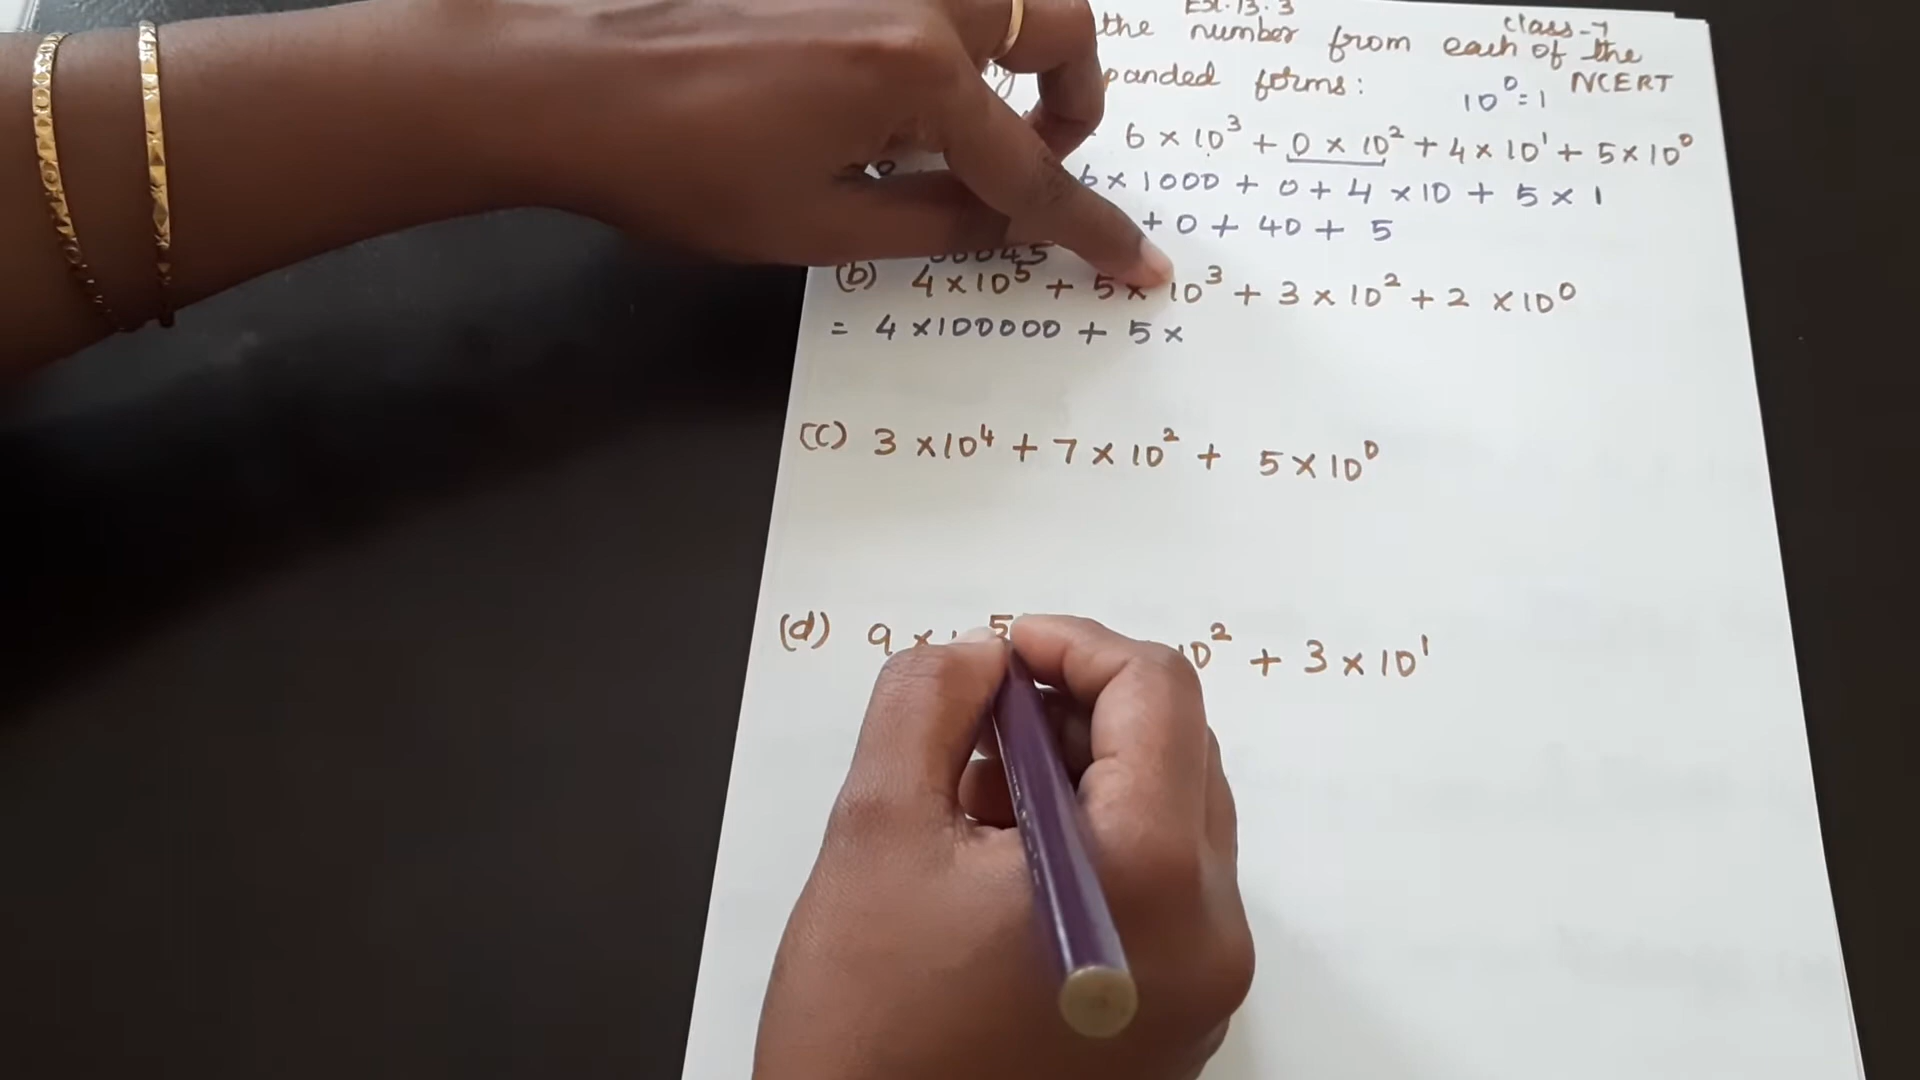 Ex. 13.3 class-7
the number from each of the
panded forms: 10⁰=1 NCERT
6 × 10³ + 0 × 10² + 4 × 10¹ + 5 × 10⁰
6 × 1000 + 0 + 4 × 10 + 5 × 1
+ 0 + 40 + 5
(b) 4 × 10⁵ + 5 × 10³ + 3 × 10² + 2 × 10⁰
= 4 × 100000 + 5 ×
(c) 3 × 10⁴ + 7 × 10² + 5 × 10⁰
(d) 9 × 5 10² + 3 × 10¹